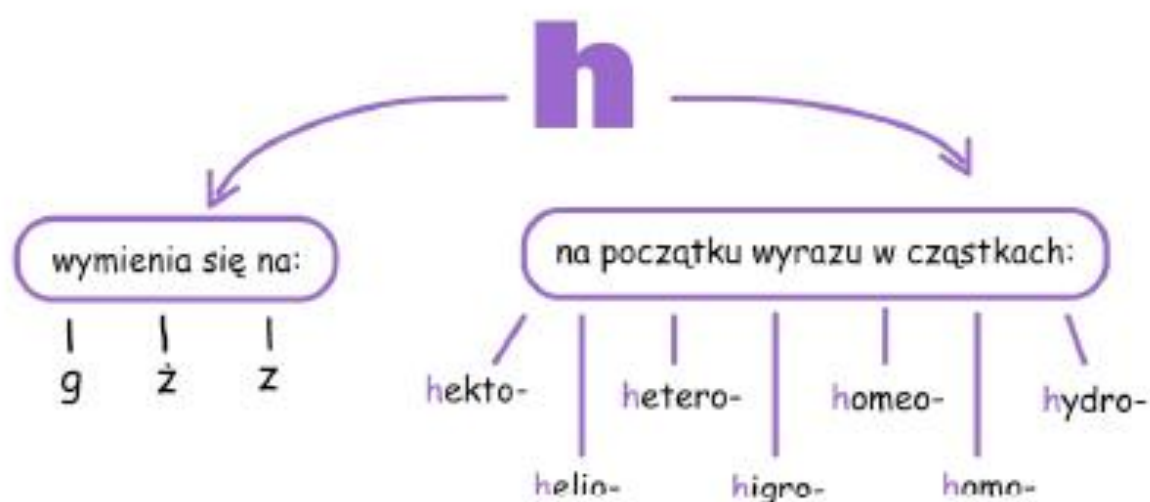 h
wymienia się na:
na początku wyrazu w cząstkach:
g ż z
hekto- hetero- homeo- hydro-
helio- higro- homo-